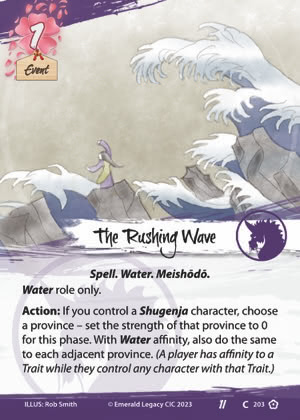 1
Event
The Rushing Wave
Spell. Water. Meishōdō.
Water role only.
Action: If you control a Shugenja character, choose
a province – set the strength of that province to 0
for this phase. With Water affinity, also do the same
to each adjacent province. (A player has affinity to a
Trait while they control any character with that Trait.)
ILLUS: Rob Smith © Emerald Legacy CIC 2023 C 203